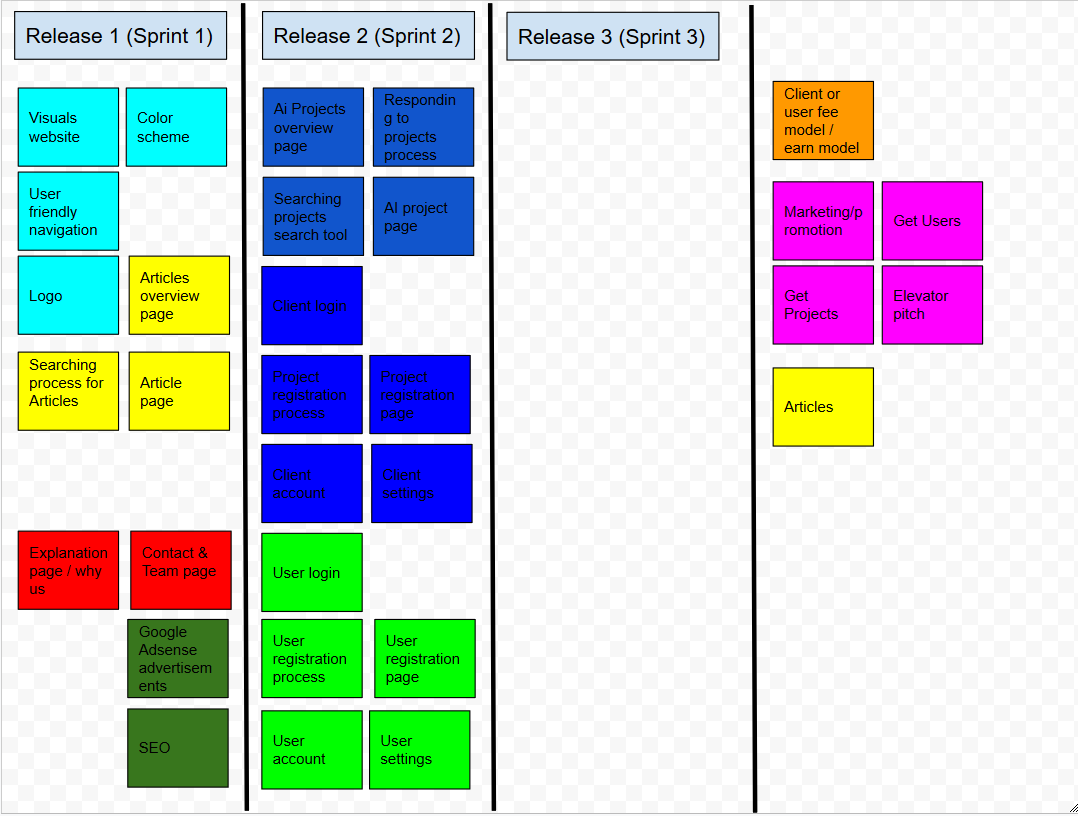 Release 1 (Sprint 1)
Release 2 (Sprint 2)
Release 3 (Sprint 3)
Visuals
website
Color
scheme
User
friendly
navigation
Logo
Articles
overview
page
Searching
process for
Articles
Article
page
Explanation
page / why
us
Contact &
Team page
Google
Adsense
advertisem
ents
SEO
Ai Projects
overview
page
Respondin
g to
projects
process
Searching
projects
search tool
AI project
page
Client login
Project
registration
process
Project
registration
page
Client
account
Client
settings
User login
User
registration
process
User
registration
page
User
account
User
settings
Client or
user fee
model /
earn model
Marketing/p
romotion
Get Users
Get
Projects
Elevator
pitch
Articles